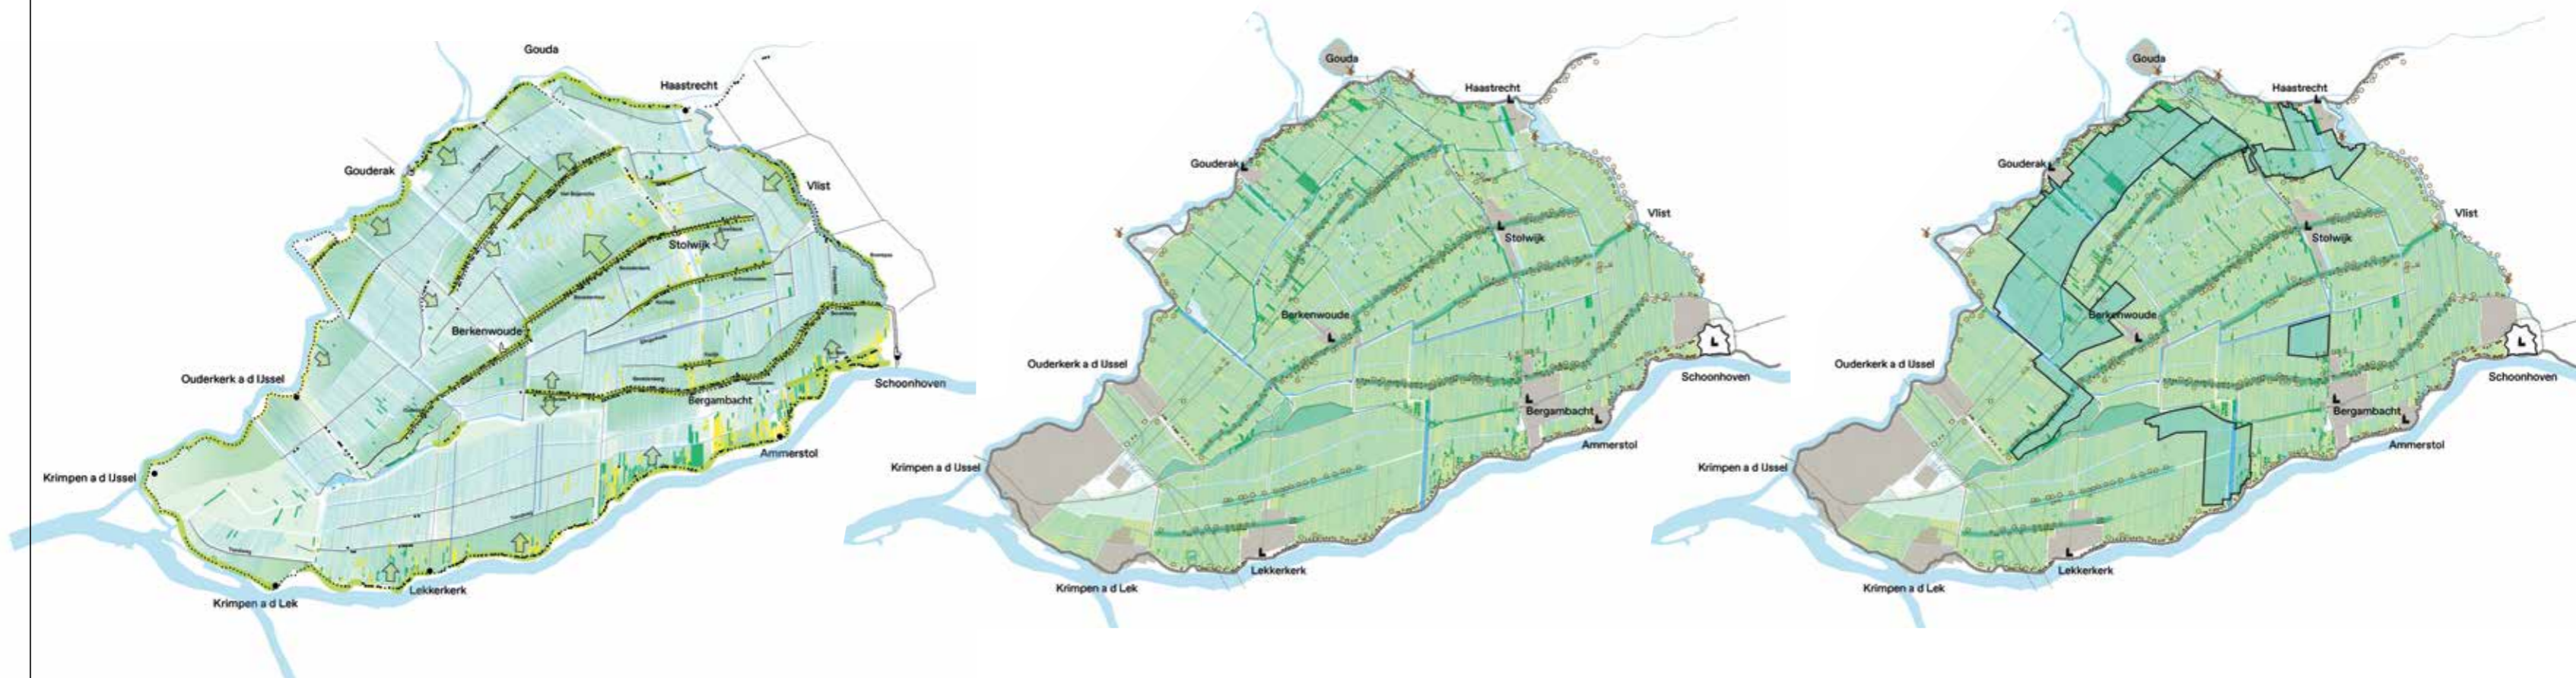 Gouda
Haastrecht
Gouderak
Vlist
Stolwijk
Berkenwoude
Ouderkerk a d IJssel
Schoonhoven
Bergambacht
Ammerstol
Krimpen a d IJssel
Lekkerkerk
Krimpen a d Lek
Gouda
Haastrecht
Gouderak
Vlist
Stolwijk
Berkenwoude
Ouderkerk a d IJssel
Schoonhoven
Bergambacht
Ammerstol
Krimpen a d IJssel
Lekkerkerk
Krimpen a d Lek
Gouda
Haastrecht
Gouderak
Vlist
Stolwijk
Berkenwoude
Ouderkerk a d IJssel
Schoonhoven
Bergambacht
Ammerstol
Krimpen a d IJssel
Lekkerkerk
Krimpen a d Lek